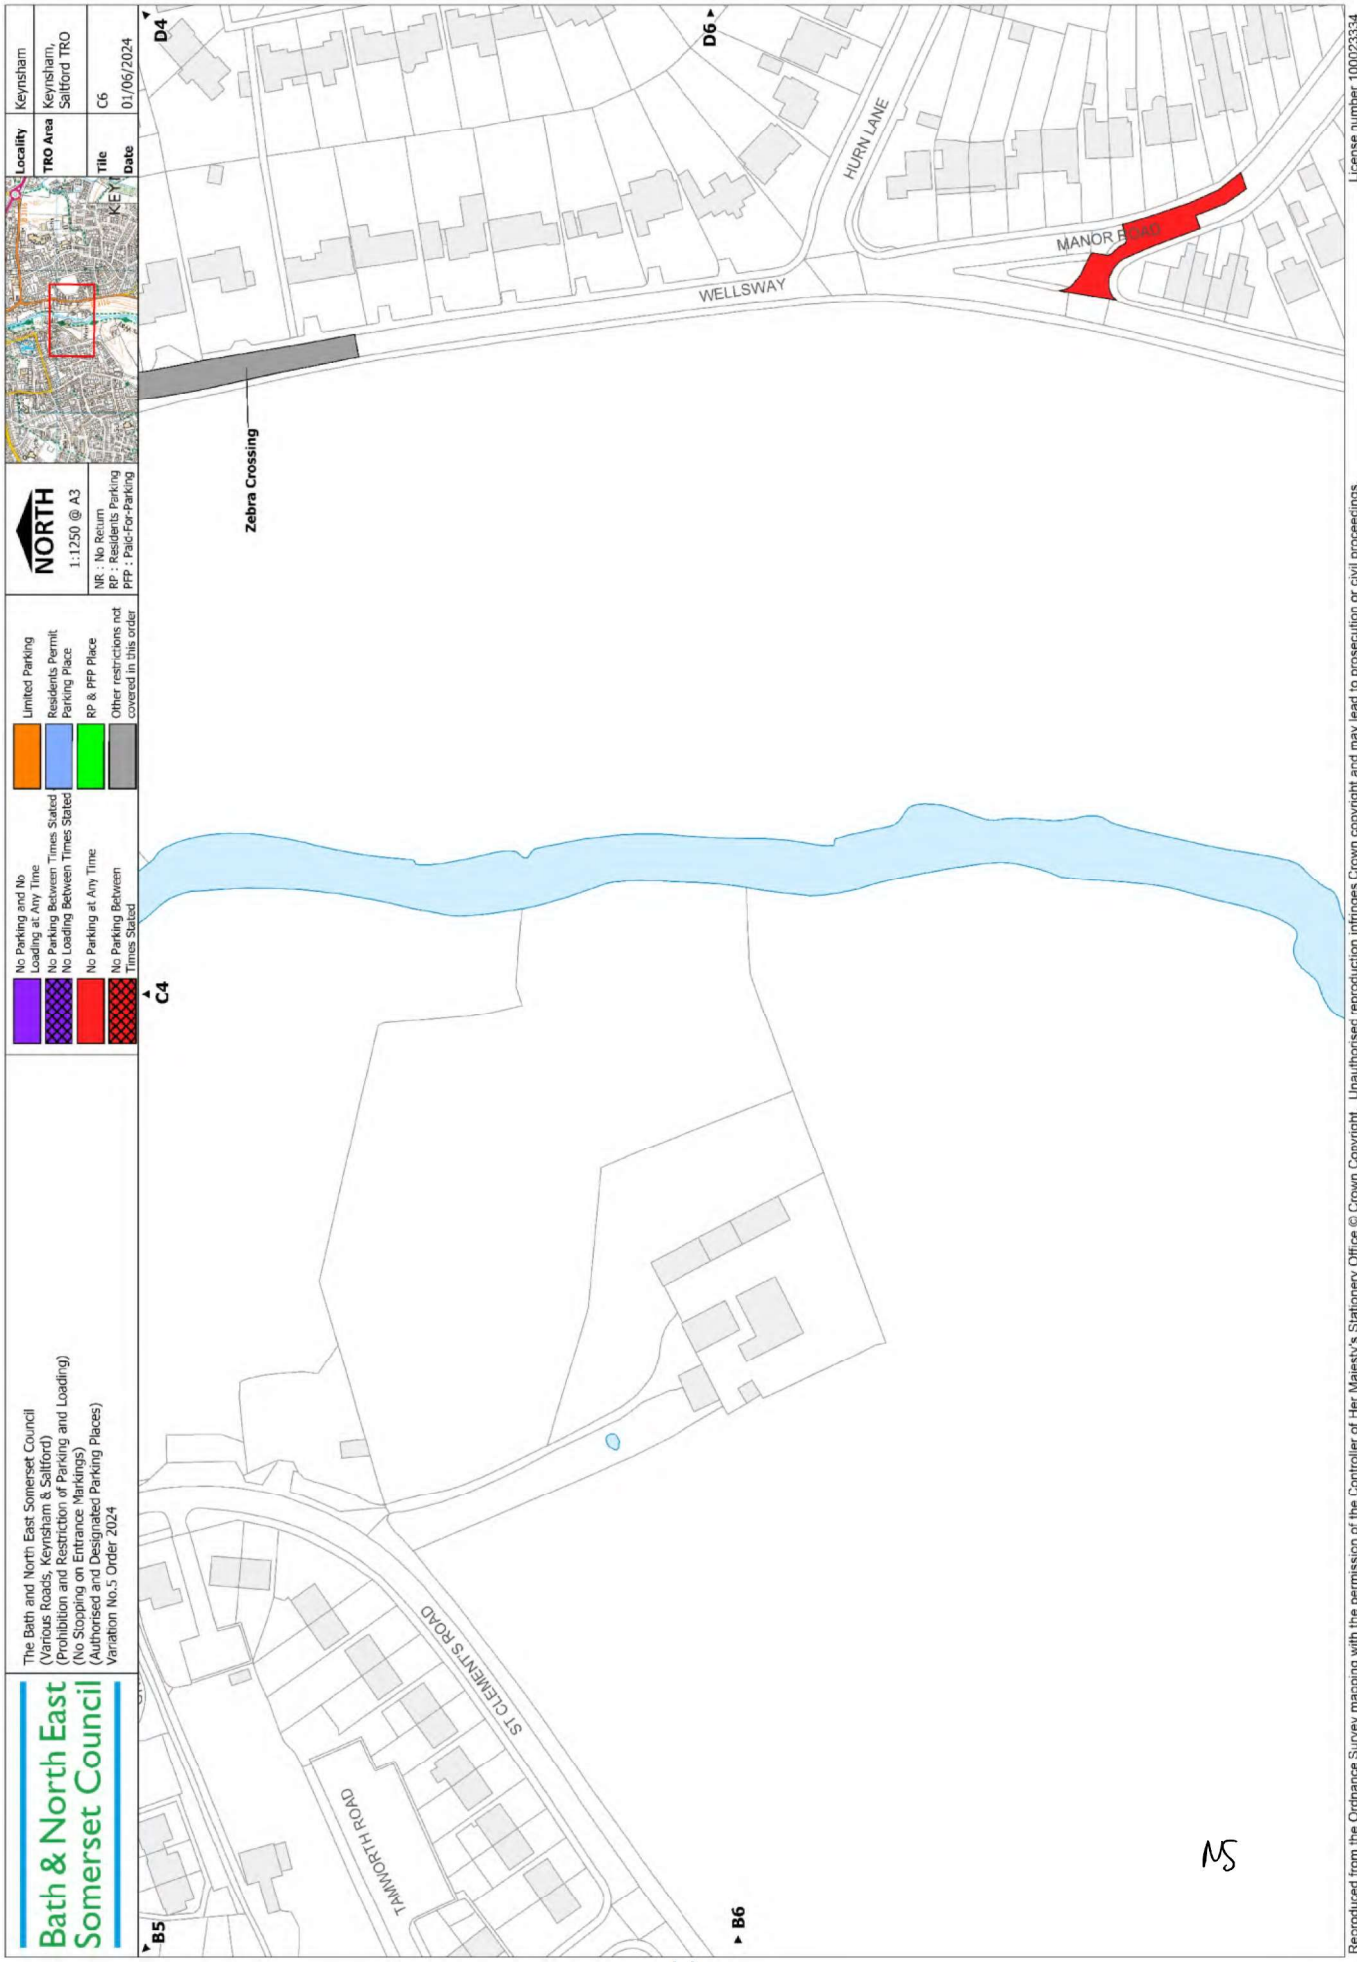 Bath & North East
Somerset Council
The Bath and North East Somerset Council
(Various Roads, Keynsham & Saltford)
(Prohibition and Restriction of Parking and Loading)
(No Stopping on Entrance Markings)
(Authorised and Designated Parking Places)
Variation No.5 Order 2024
No Parking and No
Loading at Any Time
No Parking Between Times Stated
No Loading Between Times Stated
No Parking at Any Time
No Parking Between
Times Stated
Limited Parking
Residents Permit
Parking Place
RP & PFP Place
Other restrictions not
covered in this order
NORTH
1:1250 @ A3
NR : No Return
RP : Residents Parking
PFP : Paid-For-Parking
KEY
Locality Keynsham
TRO Area Keynsham,
Saltford TRO
Tile C6
Date 01/06/2024
B5
C4
D4
Zebra Crossing
TAMWORTH ROAD
ST CLEMENT'S ROAD
WELLSWAY
B6
D6
HURN LANE
MANOR ROAD
NS
Reproduced from the Ordnance Survey mapping with the permission of the Controller of Her Majesty's Stationery Office © Crown Copyright. Unauthorised reproduction infringes Crown copyright and may lead to prosecution or civil proceedings. License number 100023334